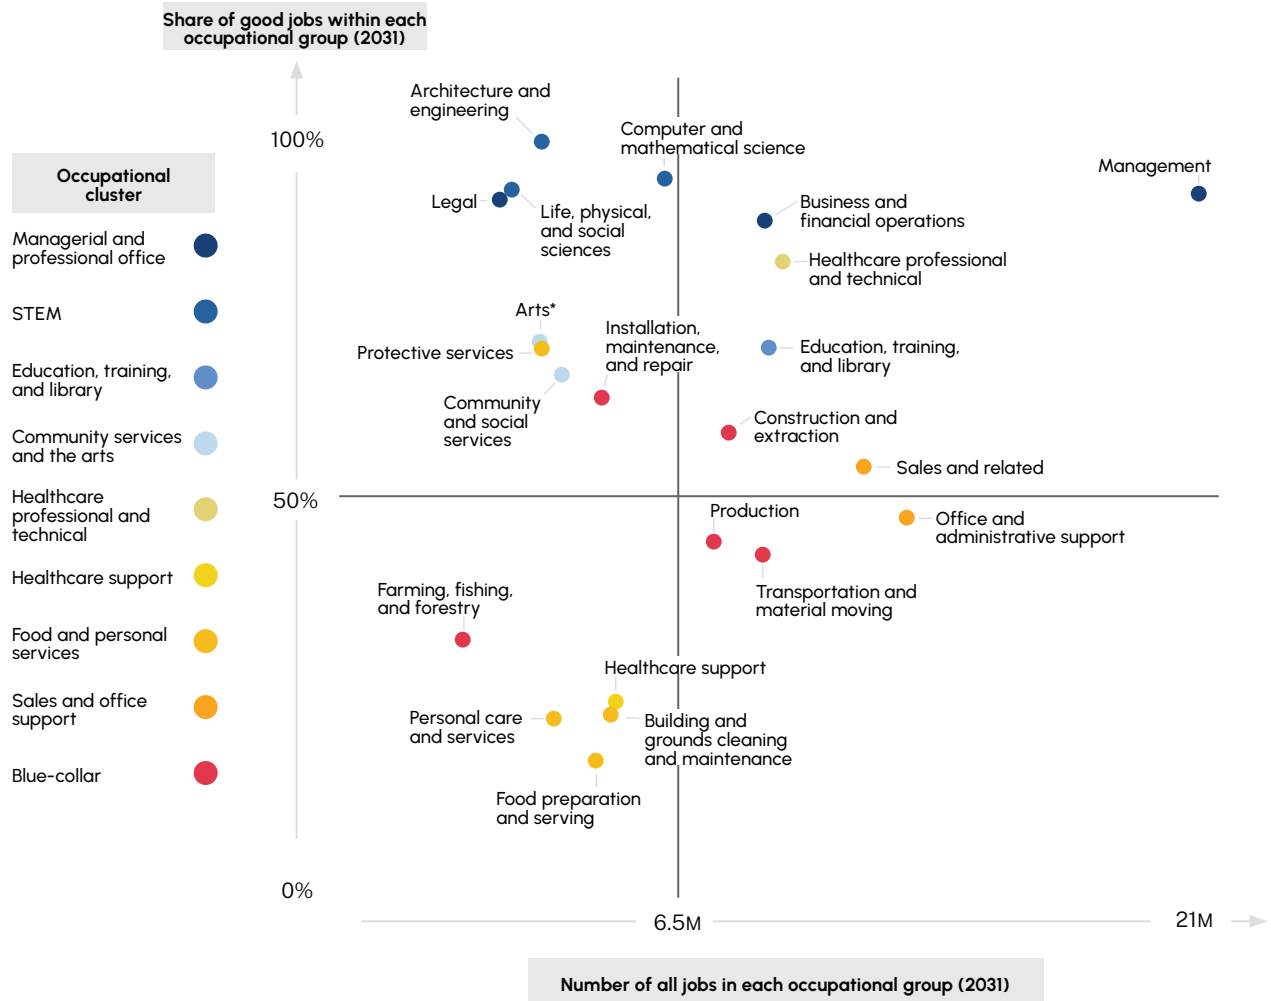 Share of good jobs within each
occupational group (2031)
100%
50%
0%
Occupational
cluster
Managerial and
professional office
STEM
Education, training,
and library
Community services
and the arts
Healthcare
professional and
technical
Healthcare support
Food and personal
services
Sales and office
support
Blue-collar
Architecture and
engineering
Computer and
mathematical science
Management
Legal
Life, physical,
and social
sciences
Business and
financial operations
Healthcare professional
and technical
Arts*
Protective services
Installation,
maintenance,
and repair
Education, training,
and library
Community
and social
services
Construction and
extraction
Sales and related
Production
Office and
administrative support
Transportation and
material moving
Farming, fishing,
and forestry
Healthcare support
Personal care
and services
Building and
grounds cleaning
and maintenance
Food preparation
and serving
6.5M
21M
Number of all jobs in each occupational group (2031)